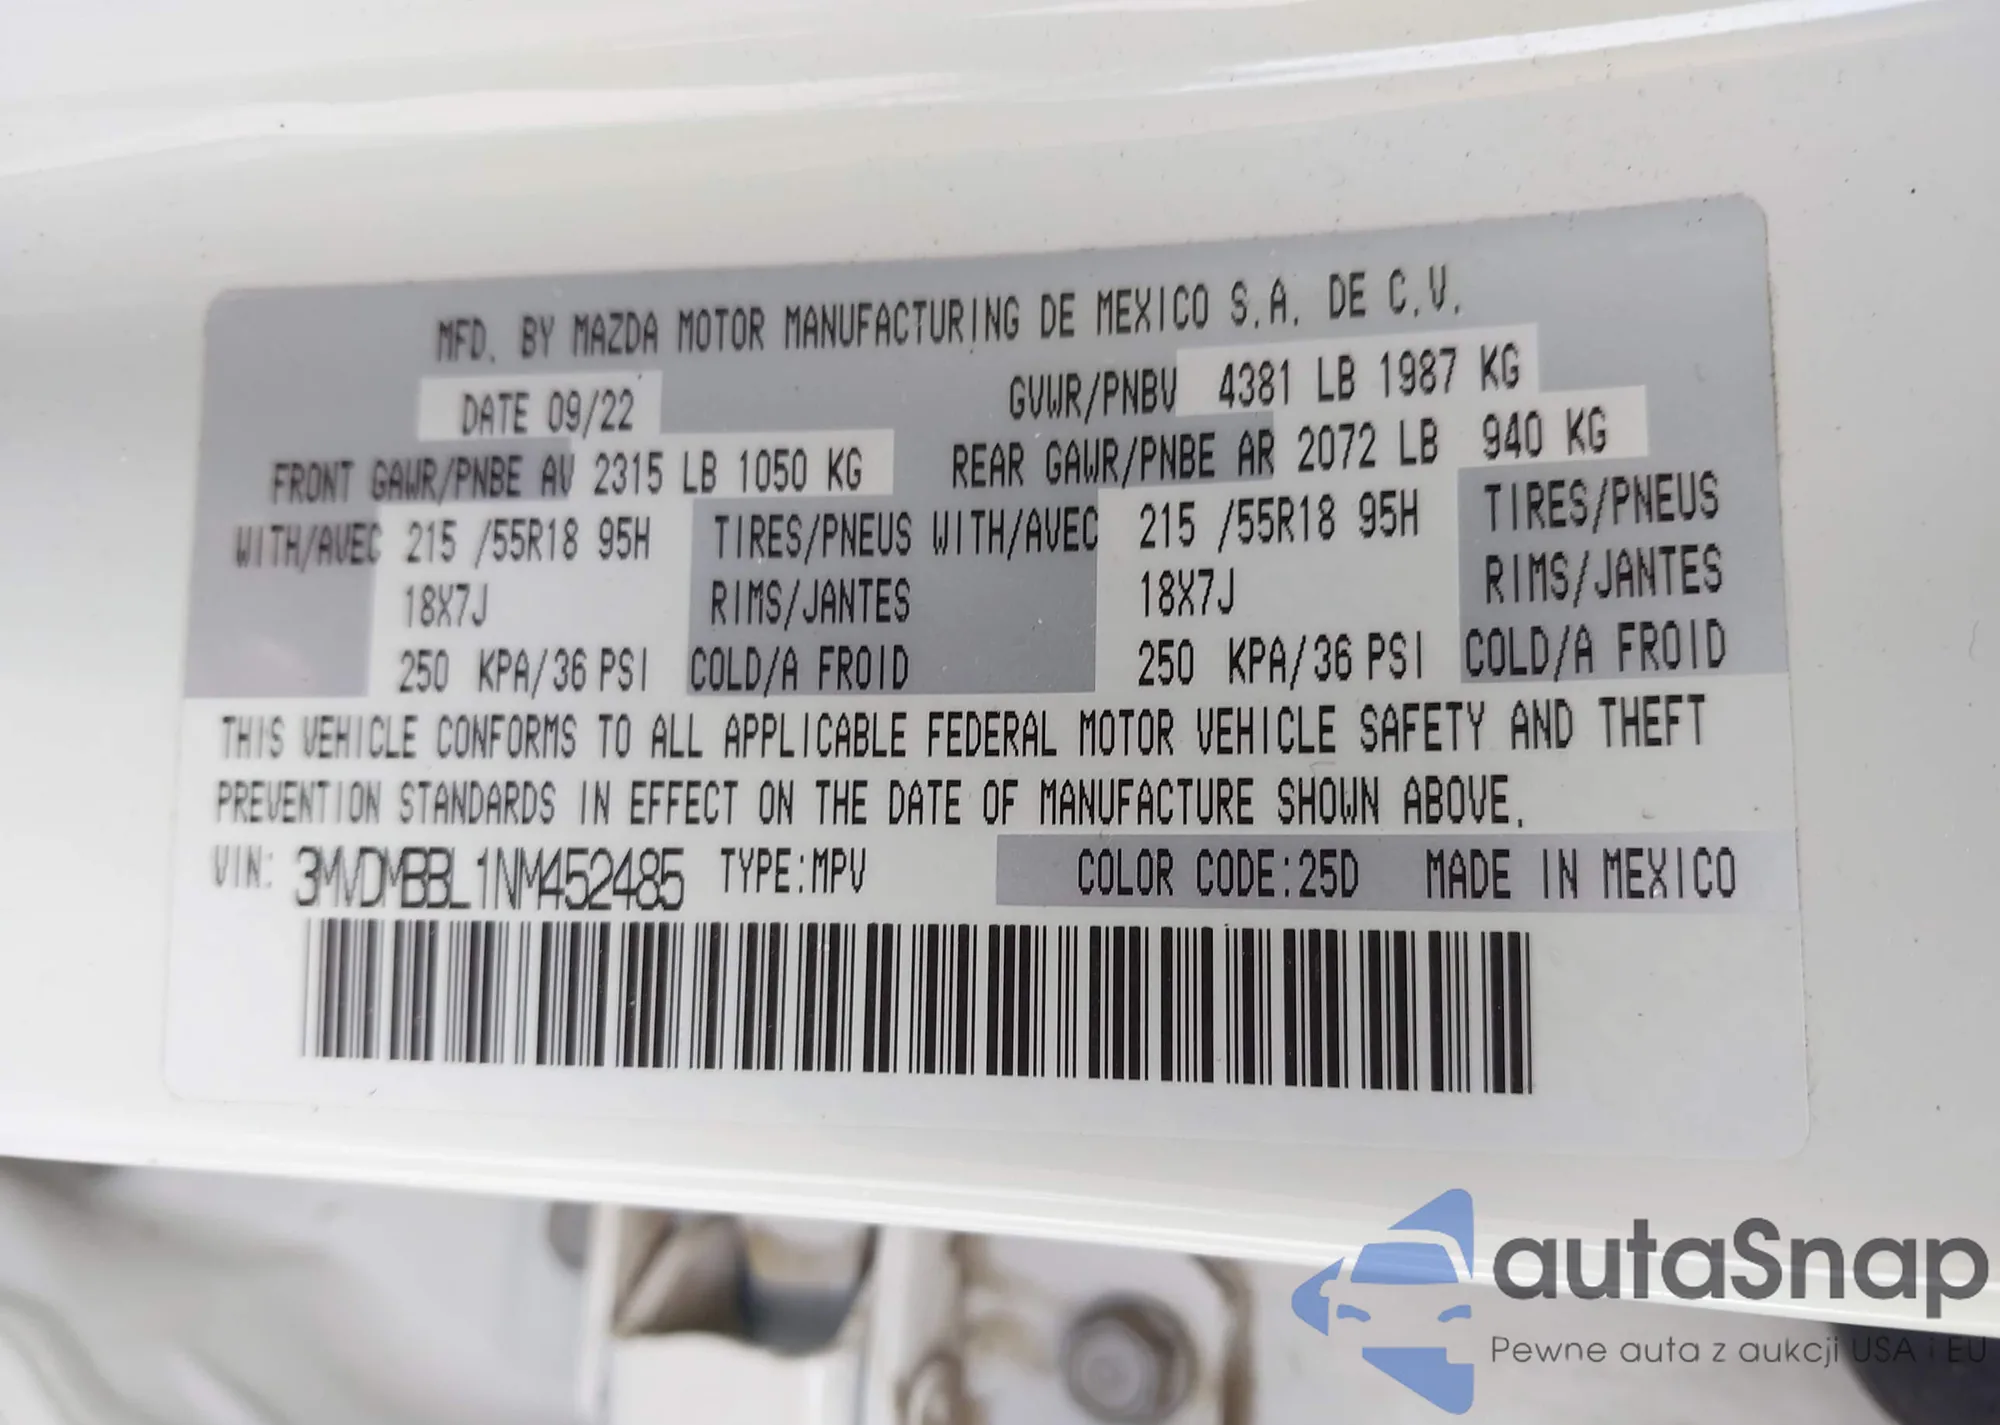 MFD. BY MAZDA MOTOR MANUFACTURING DE MEXICO S.A. DE C.V.
DATE 09/22 GVWR/PNBV 4381 LB 1987 KG
FRONT GAWR/PNBE AV 2315 LB 1050 KG REAR GAWR/PNBE AR 2072 LB 940 KG
WITH/AVEC 215 /55R18 95H TIRES/PNEUS WITH/AVEC 215 /55R18 95H TIRES/PNEUS
18X7J RIMS/JANTES 18X7J RIMS/JANTES
250 KPA/36 PSI COLD/A FROID 250 KPA/36 PSI COLD/A FROID
THIS VEHICLE CONFORMS TO ALL APPLICABLE FEDERAL MOTOR VEHICLE SAFETY AND THEFT
PREVENTION STANDARDS IN EFFECT ON THE DATE OF MANUFACTURE SHOWN ABOVE.
VIN: 3MVDMBBL1NM452485 TYPE:MPV COLOR CODE:25D MADE IN MEXICO
autaSnap
Pewne auta z aukcji USA i EU